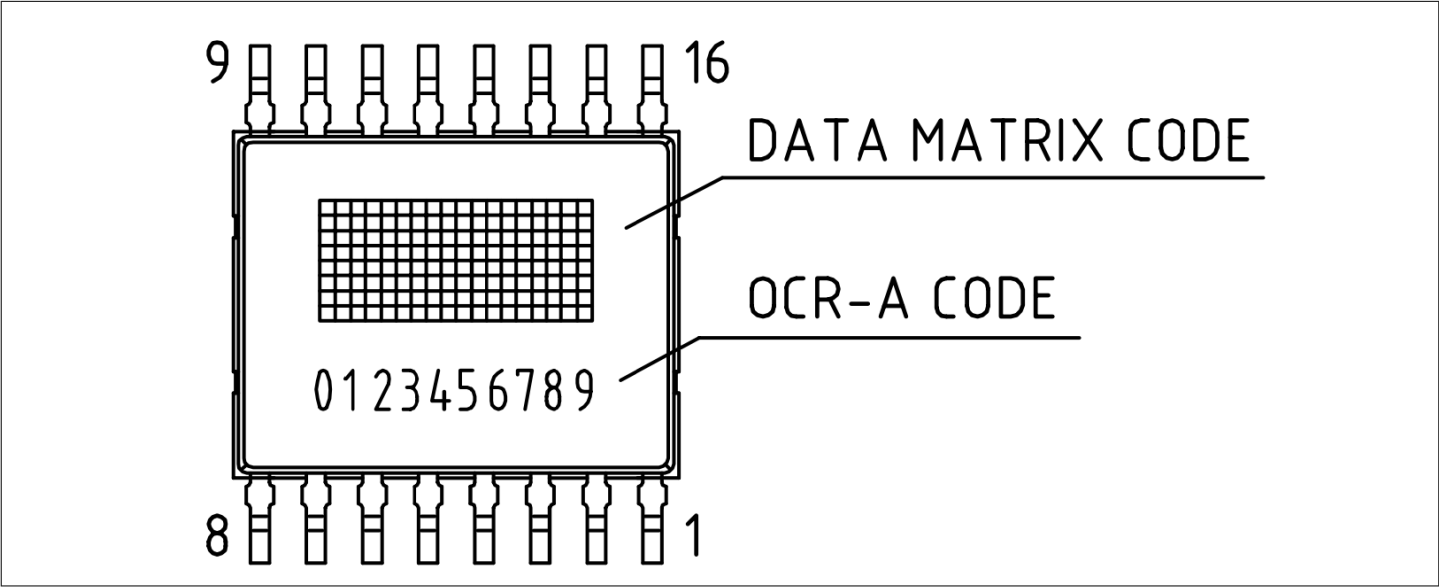 9 16
DATA MATRIX CODE
OCR-A CODE
0123456789
8 1